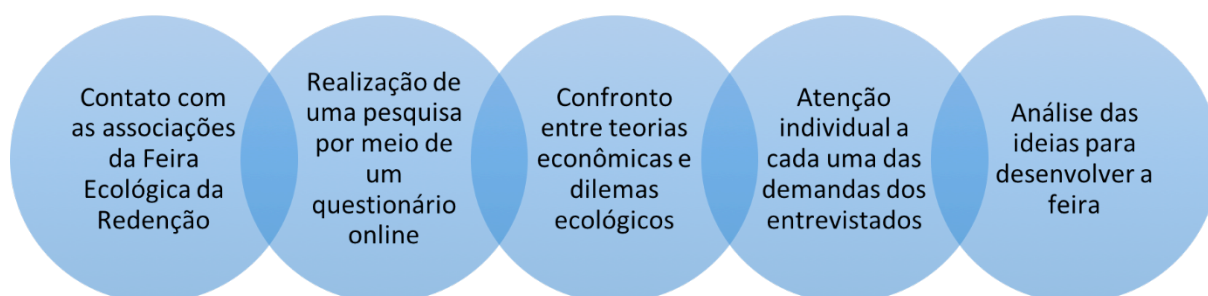 Contato com
as associações
da Feira
Ecológica da
Redenção
Realização de
uma pesquisa
por meio de
um
questionário
online
Confronto
entre teorias
econômicas e
dilemas
ecológicos
Atenção
individual a
cada uma das
demandas dos
entrevistados
Análise das
ideias para
desenvolver a
feira